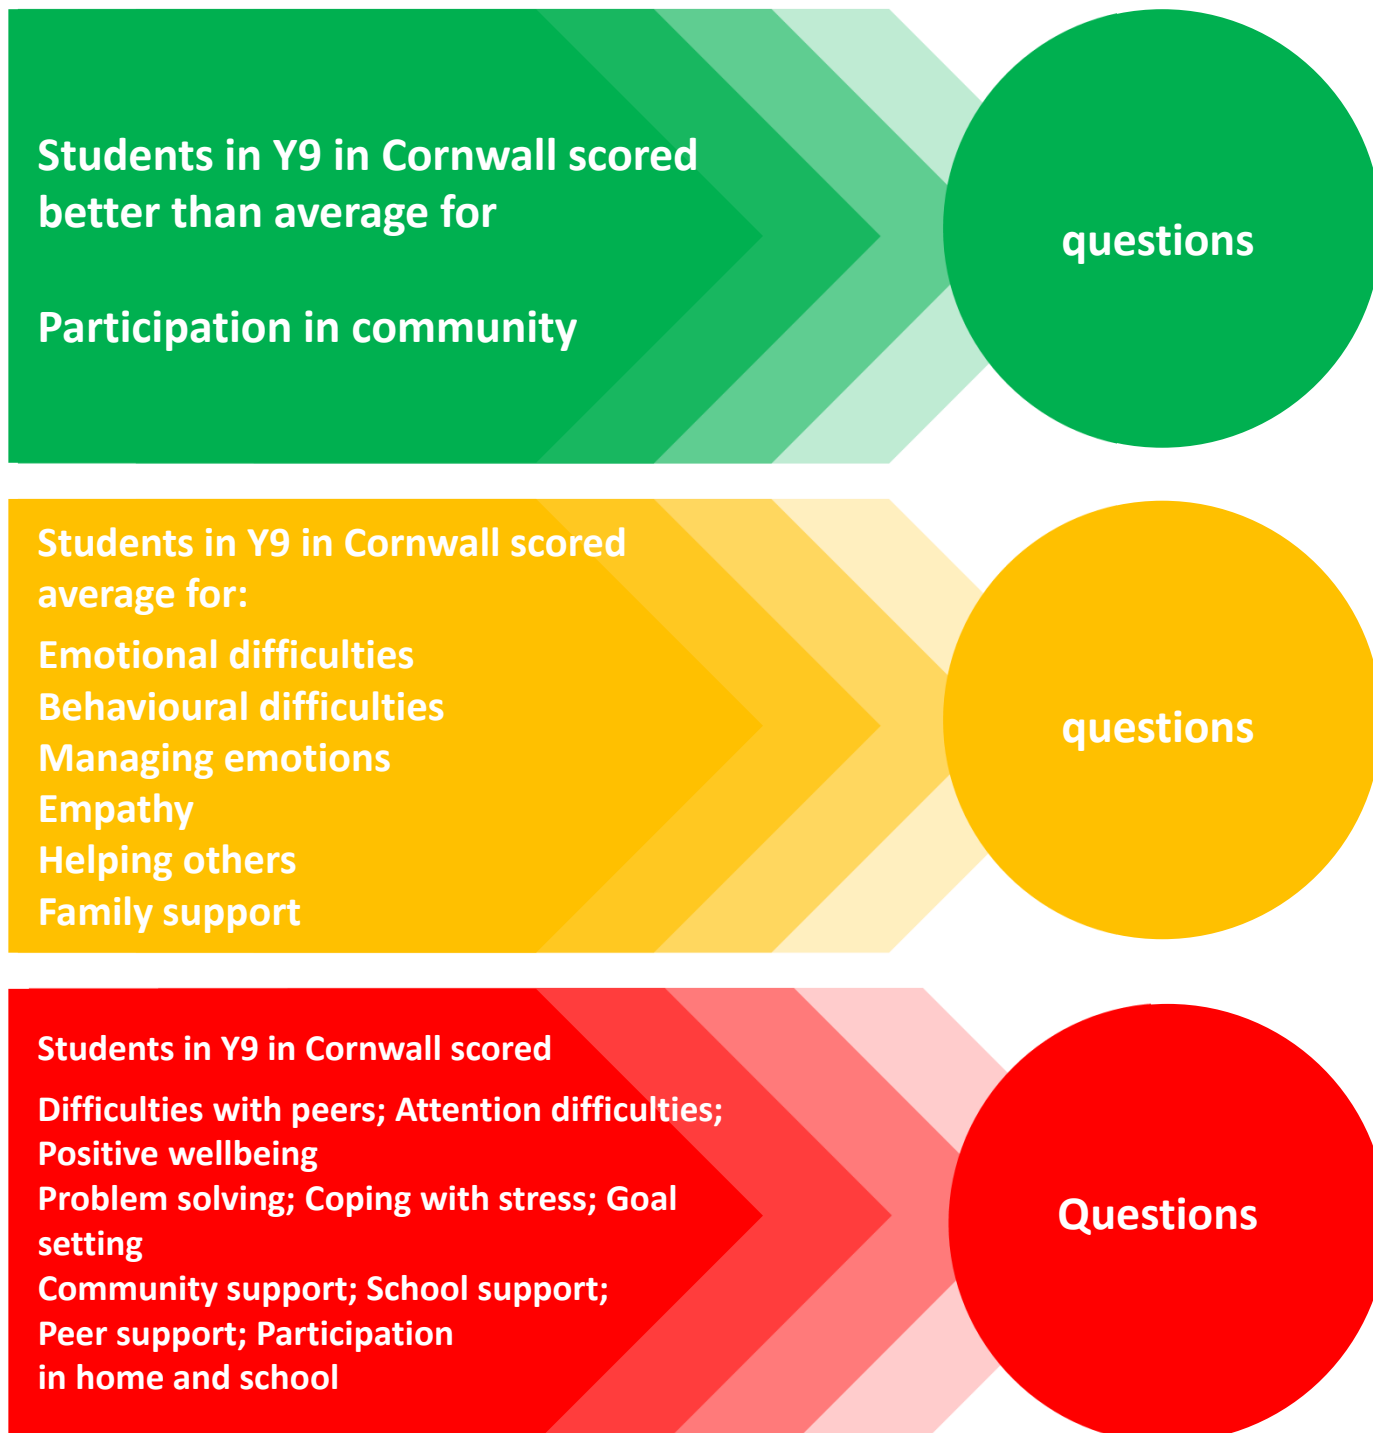 Students in Y9 in Cornwall scored
better than average for
Participation in community
questions
Students in Y9 in Cornwall scored
average for:
Emotional difficulties
Behavioural difficulties
Managing emotions
Empathy
Helping others
Family support
questions
Students in Y9 in Cornwall scored
Difficulties with peers; Attention difficulties;
Positive wellbeing
Problem solving; Coping with stress; Goal
setting
Community support; School support;
Peer support; Participation
in home and school
Questions